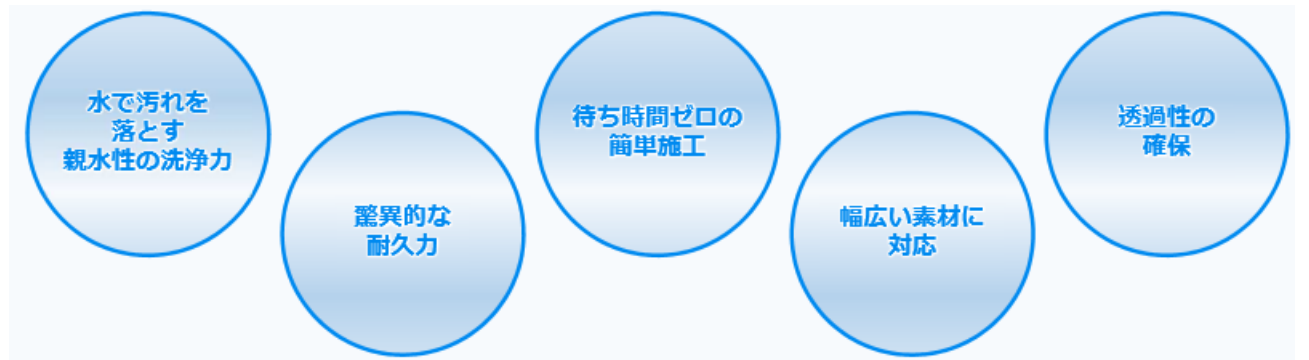 水で汚れを
落とす
親水性の洗浄力
驚異的な
耐久力
待ち時間ゼロの
簡単施工
幅広い素材に
対応
透過性の
確保